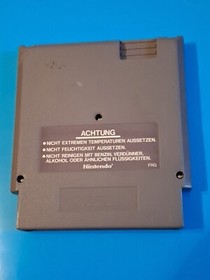 ACHTUNG
•NICHT EXTREMEN TEMPERATUREN AUSSETZEN.
•NICHT FEUCHTIGKEIT AUSSETZEN.
•NICHT REINIGEN MIT BENZIN, VERDÜNNER,
ALKOHOL ODER ÄHNLICHEN FLÜSSIGKEITEN.
Nintendo
FRG